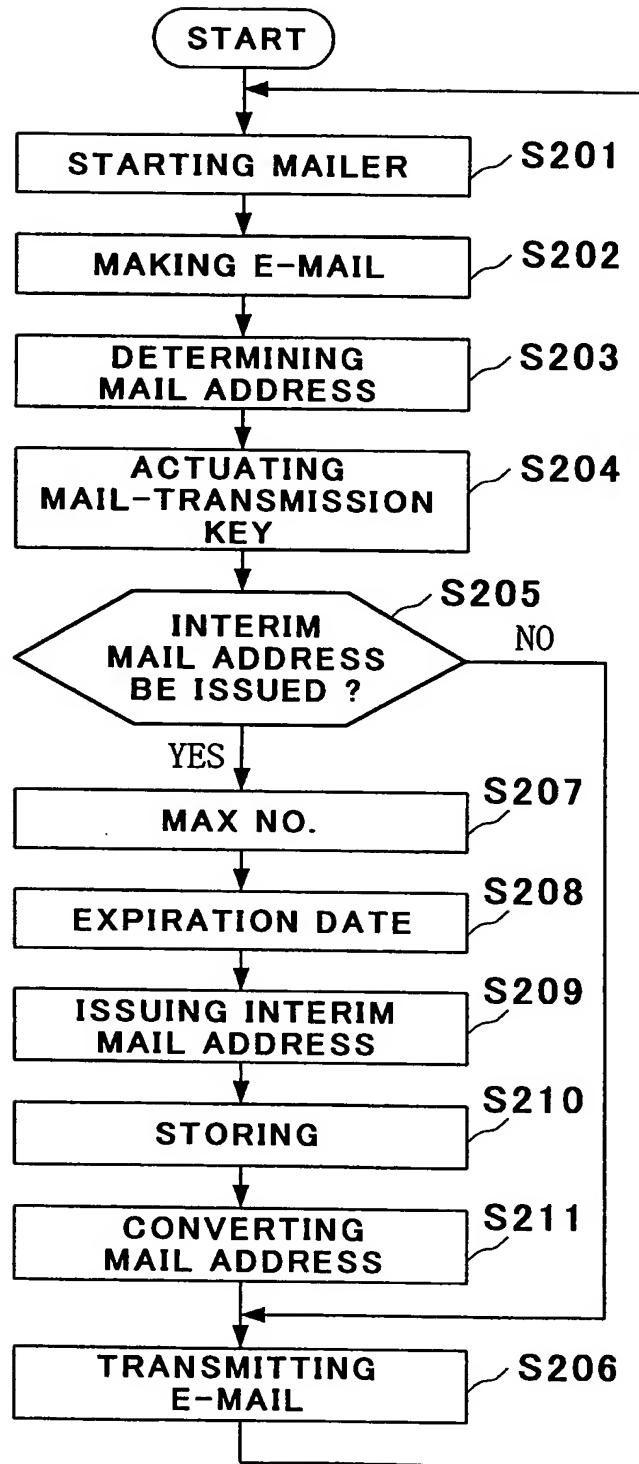 START
STARTING MAILER
S201
MAKING E-MAIL
S202
DETERMINING
MAIL ADDRESS
S203
ACTUATING
MAIL-TRANSMISSION
KEY
S204
INTERIM
MAIL ADDRESS
BE ISSUED ?
S205
NO
YES
MAX NO.
S207
EXPIRATION DATE
S208
ISSUING INTERIM
MAIL ADDRESS
S209
STORING
S210
CONVERTING
MAIL ADDRESS
S211
TRANSMITTING
E-MAIL
S206